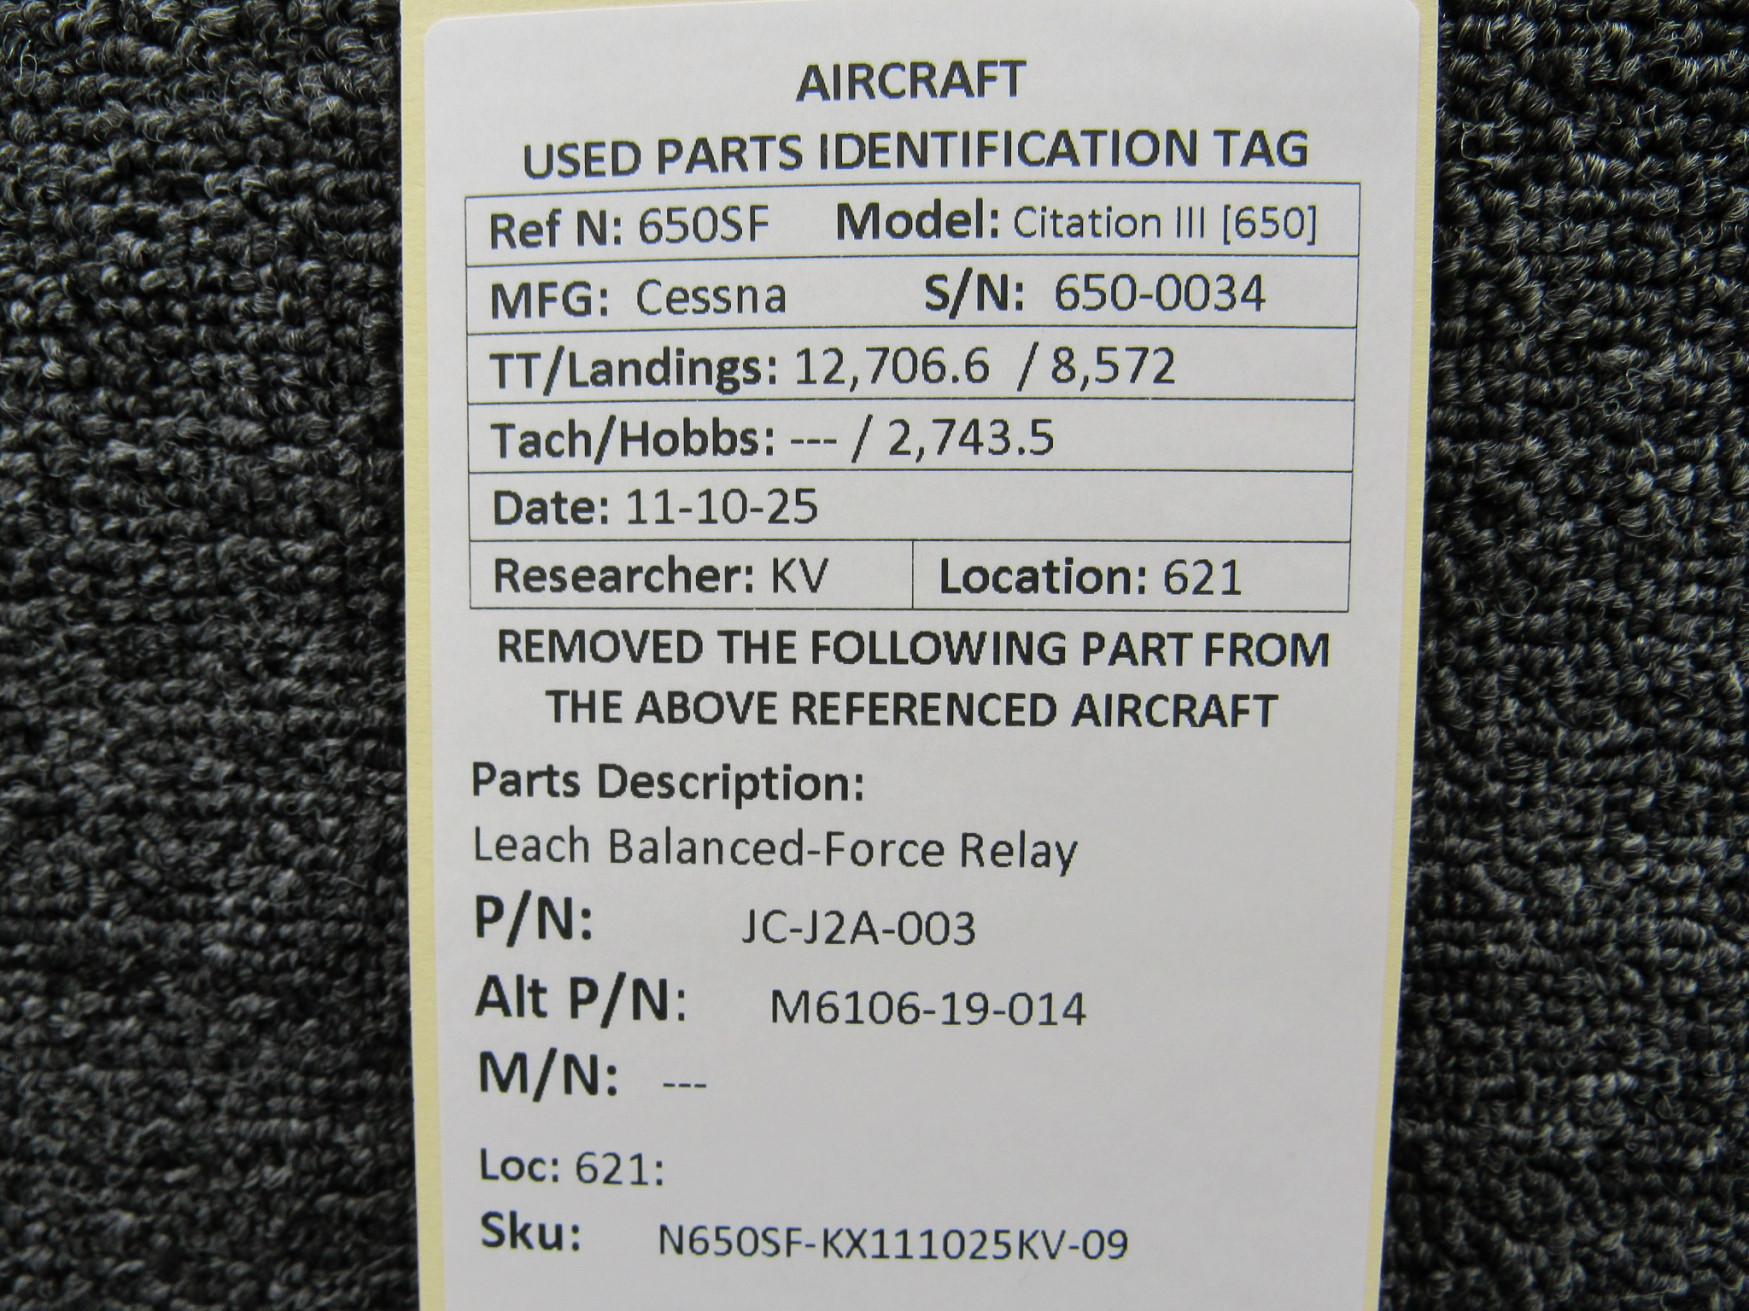 AIRCRAFT
USED PARTS IDENTIFICATION TAG
Ref N: 650SF Model: Citation III [650]
MFG: Cessna S/N: 650-0034
TT/Landings: 12,706.6 / 8,572
Tach/Hobbs: --- / 2,743.5
Date: 11-10-25
Researcher: KV Location: 621
REMOVED THE FOLLOWING PART FROM
THE ABOVE REFERENCED AIRCRAFT
Parts Description:
Leach Balanced-Force Relay
P/N: JC-J2A-003
Alt P/N: M6106-19-014
M/N: ---
Loc: 621:
Sku: N650SF-KX111025KV-09